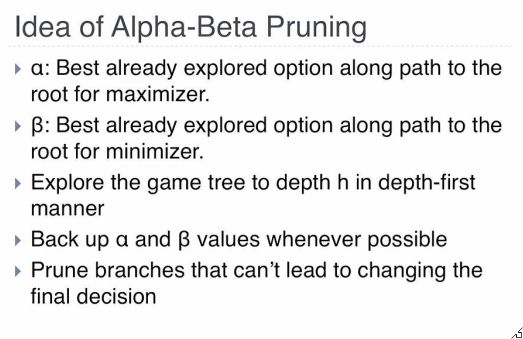 Idea of Alpha-Beta Pruning
α: Best already explored option along path to the
root for maximizer.
β: Best already explored option along path to the
root for minimizer.
Explore the game tree to depth h in depth-first
manner
Back up α and β values whenever possible
Prune branches that can't lead to changing the
final decision